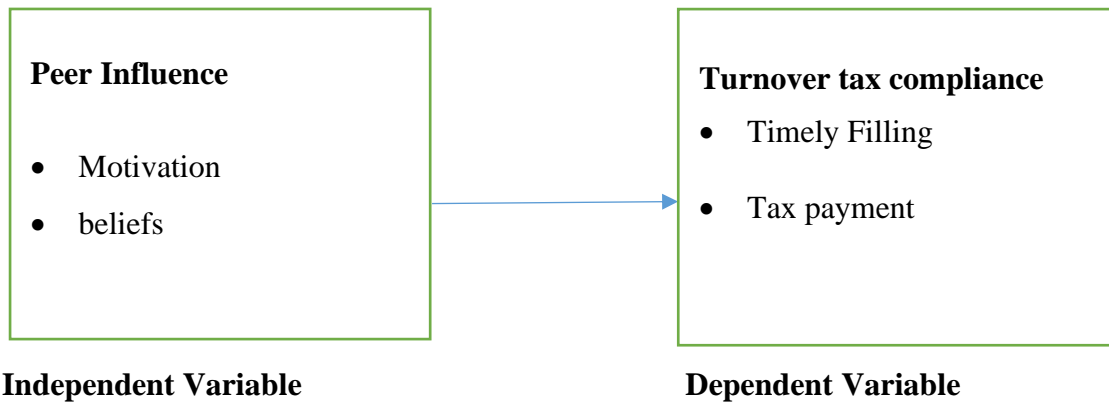 Peer Influence
• Motivation
• beliefs
Turnover tax compliance
• Timely Filling
• Tax payment
Independent Variable
Dependent Variable